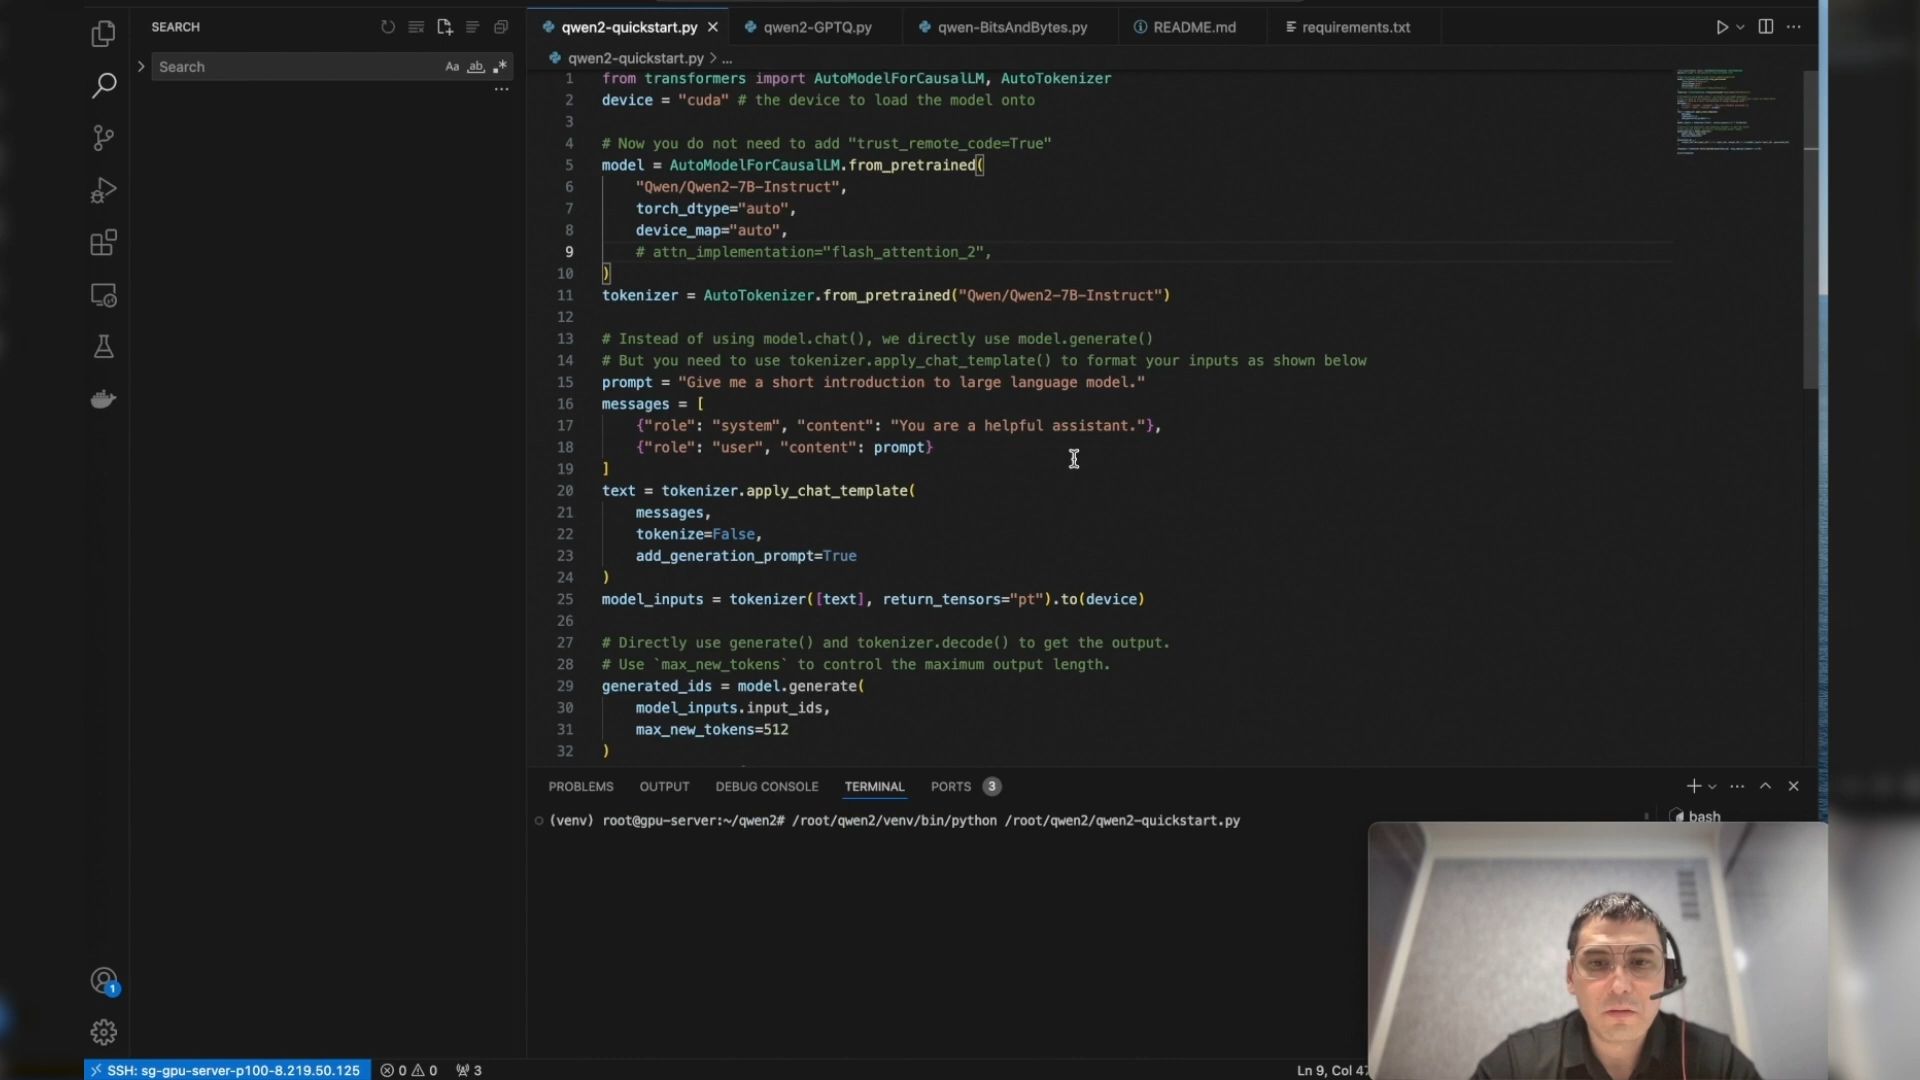 SEARCH
Search
Aa
ab
qwen2-quickstart.py
qwen2-GPTQ.py
qwen-BitsAndBytes.py
README.md
requirements.txt
qwen2-quickstart.py > ...
1 from transformers import AutoModelForCausalLM, AutoTokenizer
2 device = "cuda" # the device to load the model onto
3
4 # Now you do not need to add "trust_remote_code=True"
5 model = AutoModelForCausalLM.from_pretrained(
6 "Qwen/Qwen2-7B-Instruct",
7 torch_dtype="auto",
8 device_map="auto",
9 # attn_implementation="flash_attention_2",
10 )
11 tokenizer = AutoTokenizer.from_pretrained("Qwen/Qwen2-7B-Instruct")
12
13 # Instead of using model.chat(), we directly use model.generate()
14 # But you need to use tokenizer.apply_chat_template() to format your inputs as shown below
15 prompt = "Give me a short introduction to large language model."
16 messages = [
17 {"role": "system", "content": "You are a helpful assistant."},
18 {"role": "user", "content": prompt}
19 ]
20 text = tokenizer.apply_chat_template(
21 messages,
22 tokenize=False,
23 add_generation_prompt=True
24 )
25 model_inputs = tokenizer([text], return_tensors="pt").to(device)
26
27 # Directly use generate() and tokenizer.decode() to get the output.
28 # Use `max_new_tokens` to control the maximum output length.
29 generated_ids = model.generate(
30 model_inputs.input_ids,
31 max_new_tokens=512
32 )
PROBLEMS OUTPUT DEBUG CONSOLE TERMINAL PORTS 3
(venv) root@gpu-server:~/qwen2# /root/qwen2/venv/bin/python /root/qwen2/qwen2-quickstart.py
bash
1
SSH: sg-gpu-server-p100-8.219.50.125 0 0 3
Ln 9, Col 47